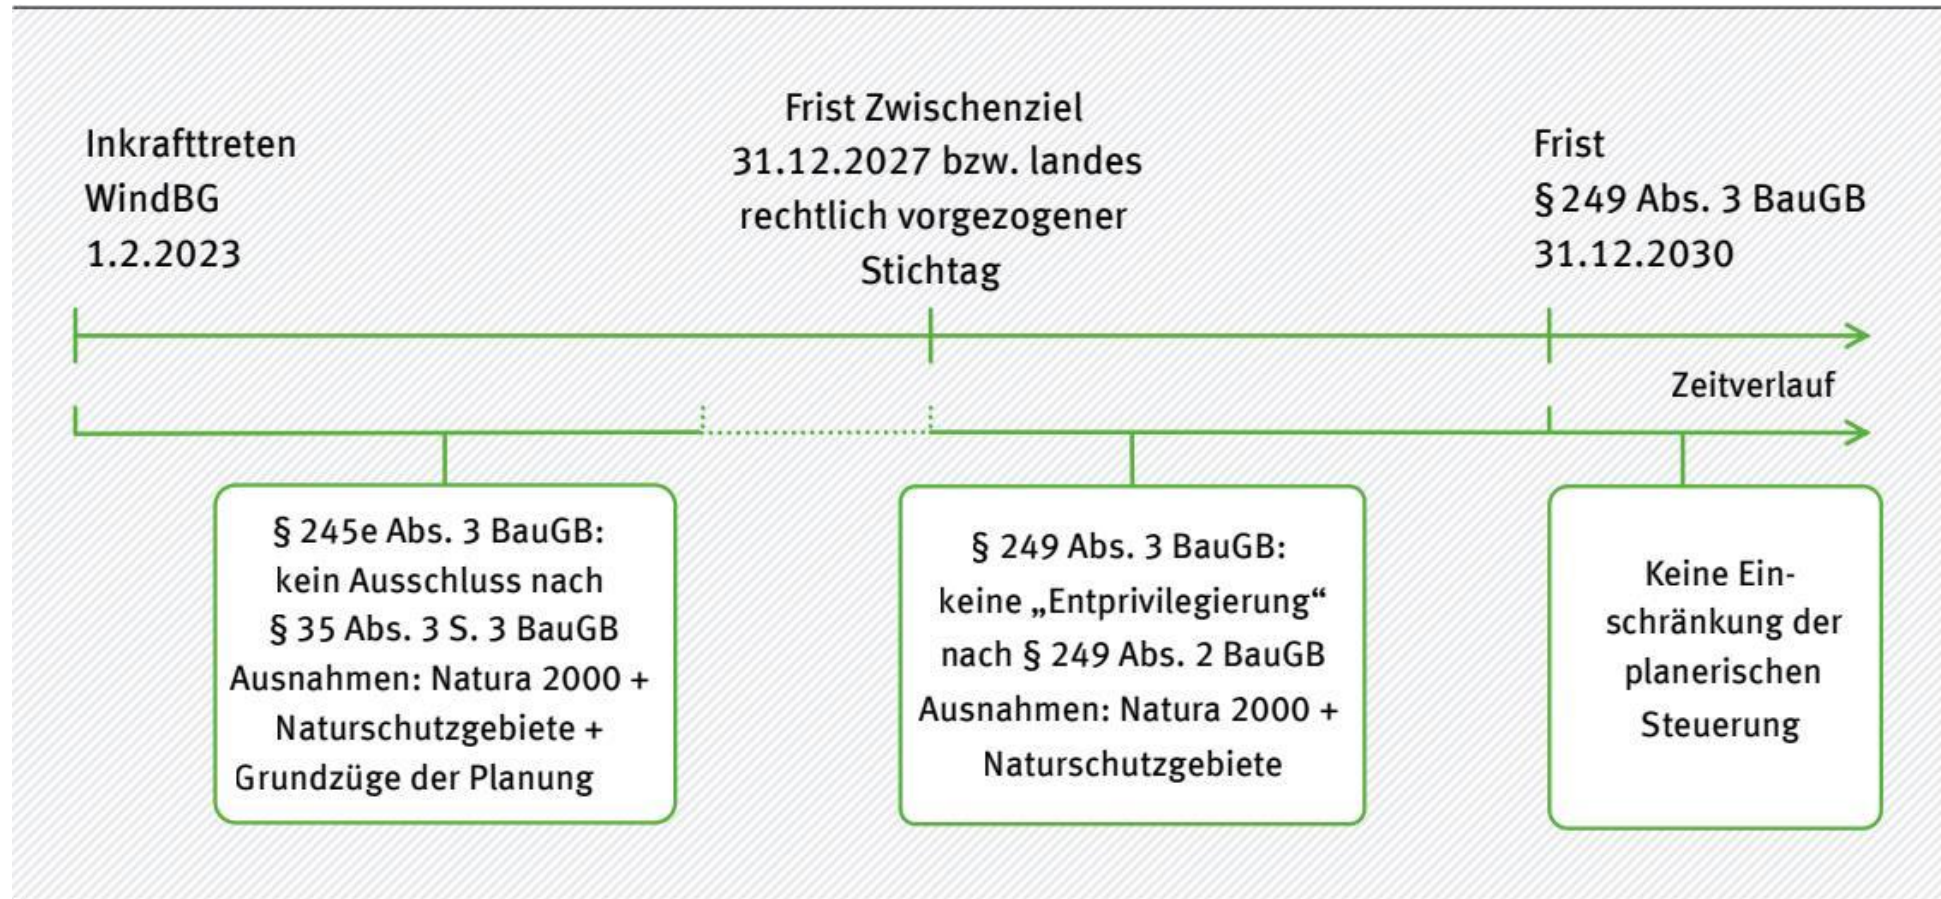 Inkrafttreten
WindBG
1.2.2023
Frist Zwischenziel
31.12.2027 bzw. landes
rechtlich vorgezogener
Stichtag
Frist
§ 249 Abs. 3 BauGB
31.12.2030
Zeitverlauf
§ 245e Abs. 3 BauGB:
kein Ausschluss nach
§ 35 Abs. 3 S. 3 BauGB
Ausnahmen: Natura 2000 +
Naturschutzgebiete +
Grundzüge der Planung
§ 249 Abs. 3 BauGB:
keine „Entprivilegierung“
nach § 249 Abs. 2 BauGB
Ausnahmen: Natura 2000 +
Naturschutzgebiete
Keine Ein-
schränkung der
planerischen
Steuerung